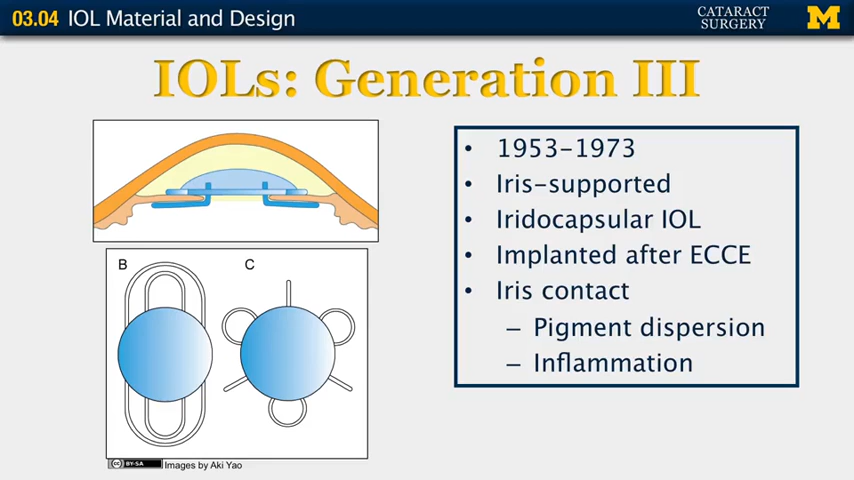 03.04 IOL Material and Design
CATARACT
SURGERY
M
IOLs: Generation III
B
C
cc BY-SA Images by Aki Yao
• 1953–1973
• Iris-supported
• Iridocapsular IOL
• Implanted after ECCE
• Iris contact
– Pigment dispersion
– Inflammation